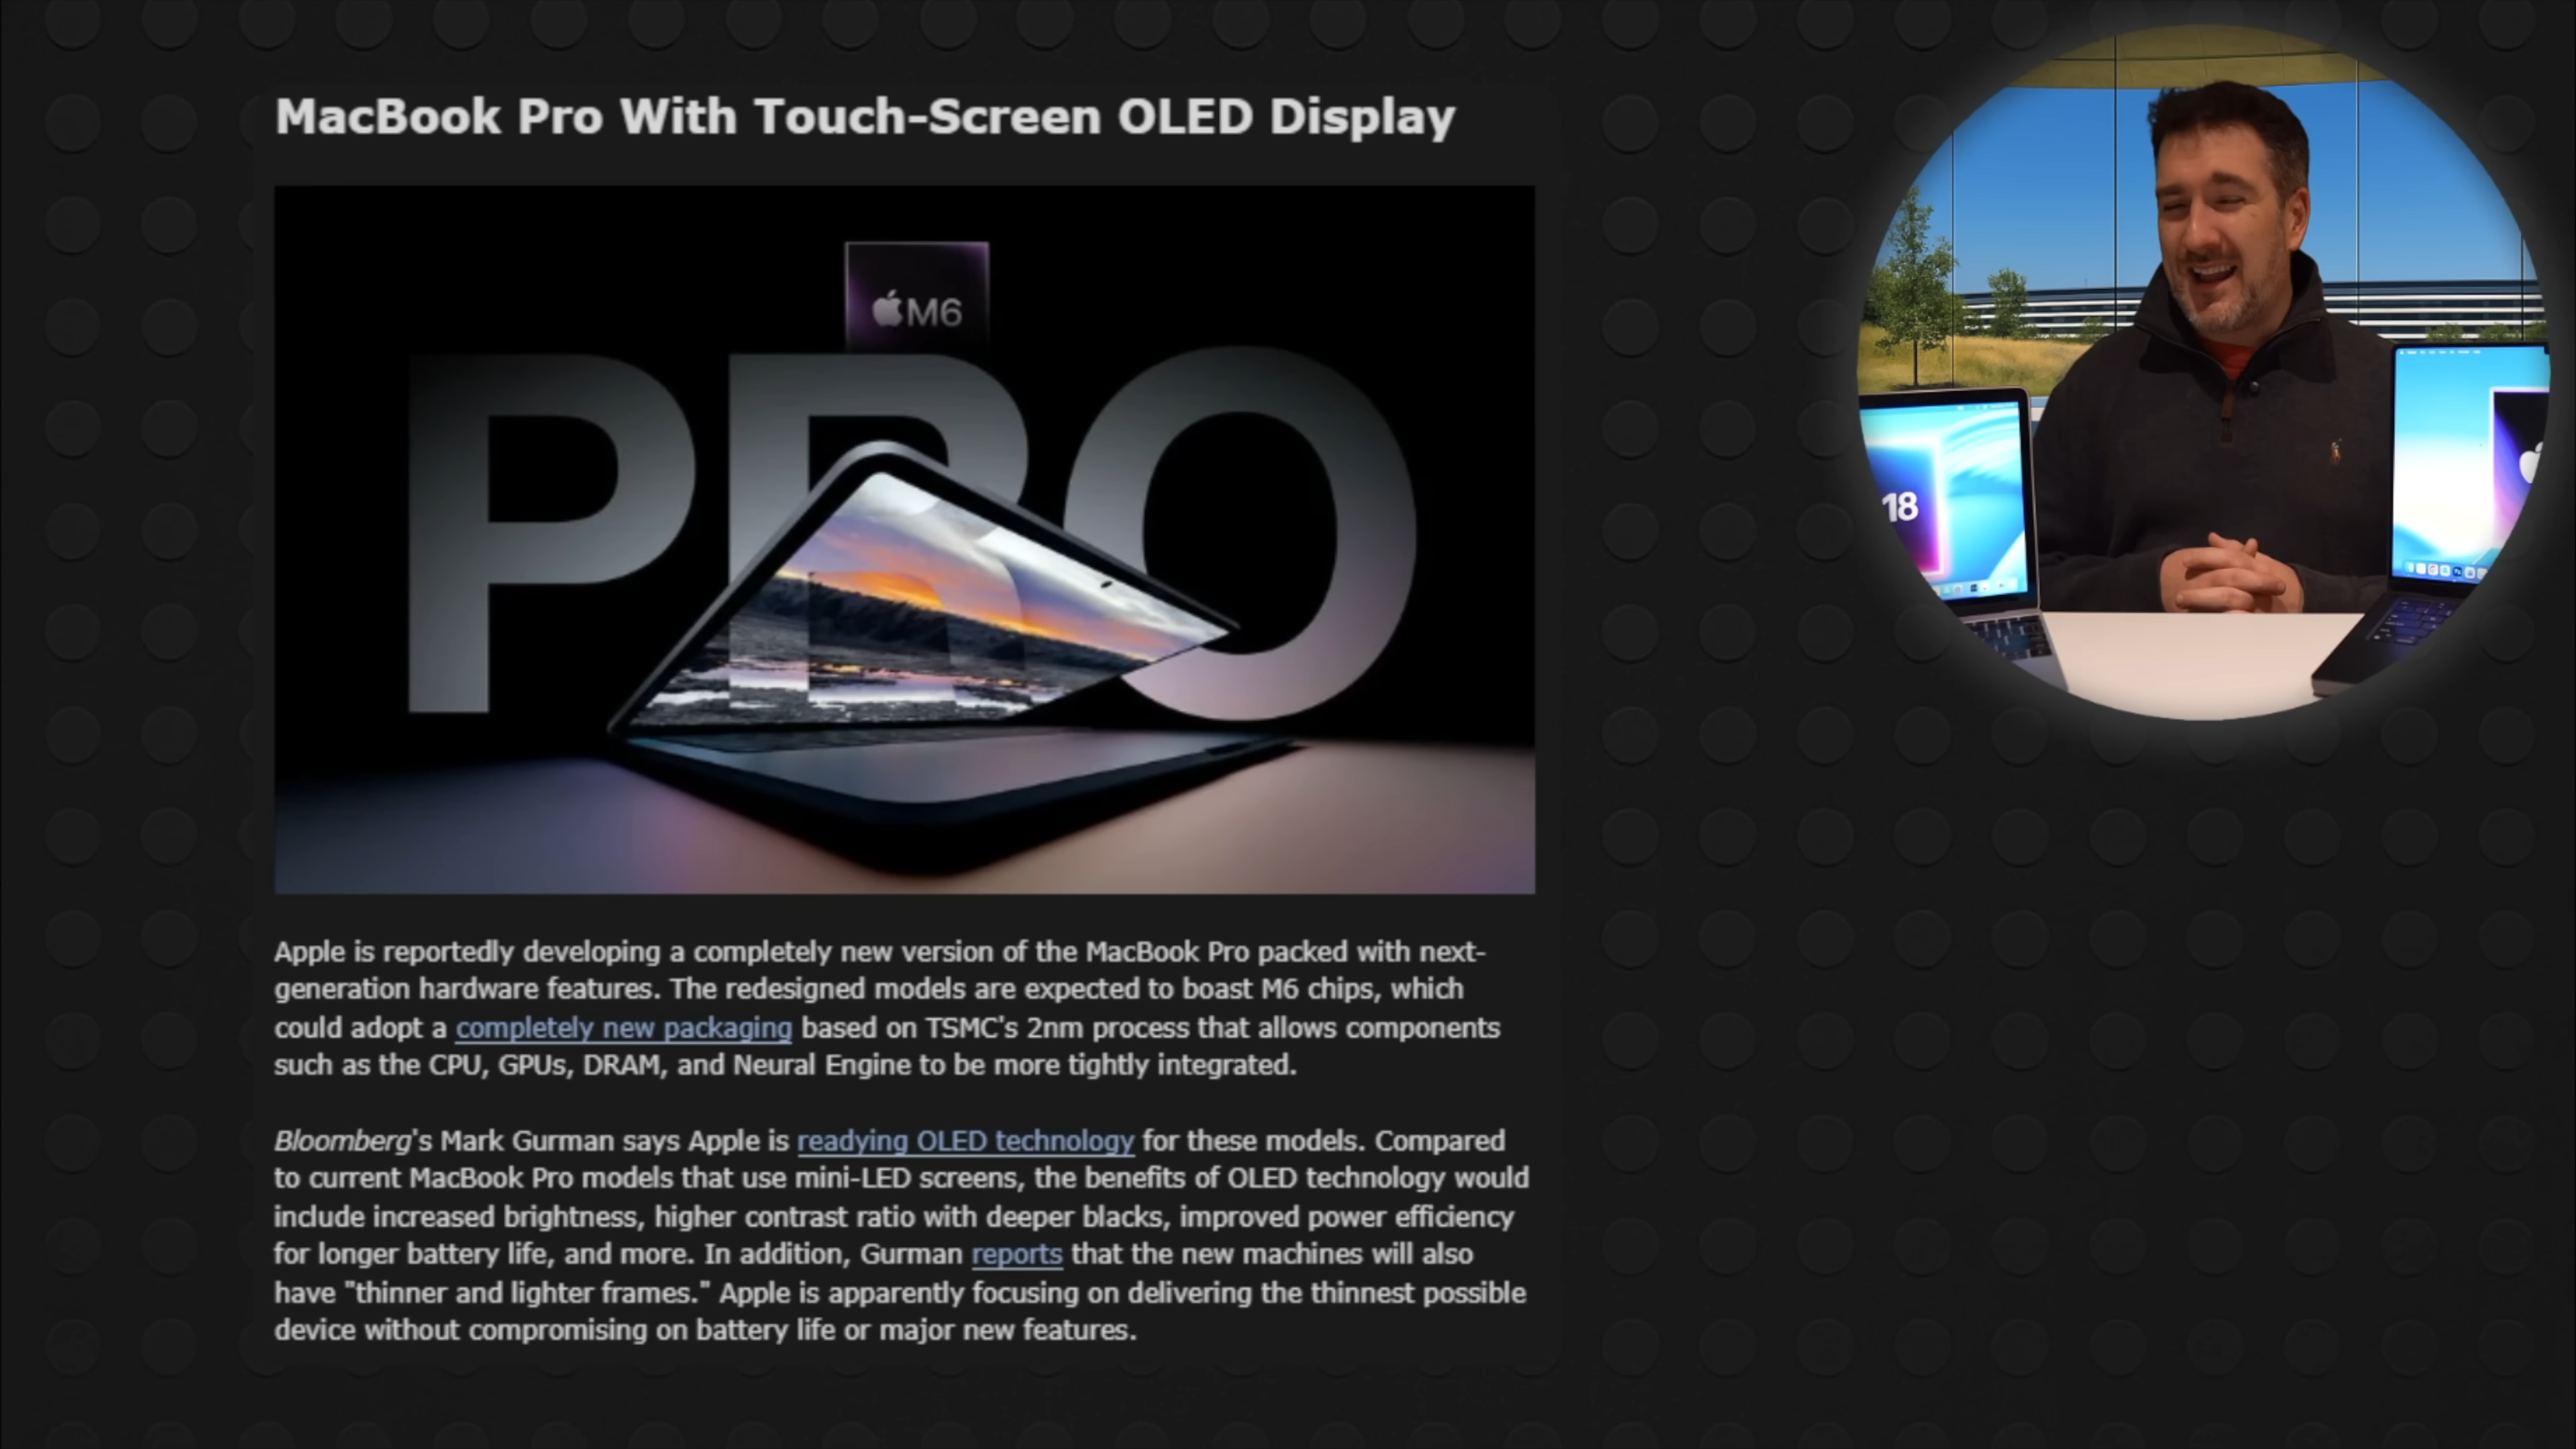 MacBook Pro With Touch-Screen OLED Display
M6
PRO
18
Apple is reportedly developing a completely new version of the MacBook Pro packed with next-
generation hardware features. The redesigned models are expected to boast M6 chips, which
could adopt a completely new packaging based on TSMC's 2nm process that allows components
such as the CPU, GPUs, DRAM, and Neural Engine to be more tightly integrated.
Bloomberg's Mark Gurman says Apple is readying OLED technology for these models. Compared
to current MacBook Pro models that use mini-LED screens, the benefits of OLED technology would
include increased brightness, higher contrast ratio with deeper blacks, improved power efficiency
for longer battery life, and more. In addition, Gurman reports that the new machines will also
have "thinner and lighter frames." Apple is apparently focusing on delivering the thinnest possible
device without compromising on battery life or major new features.